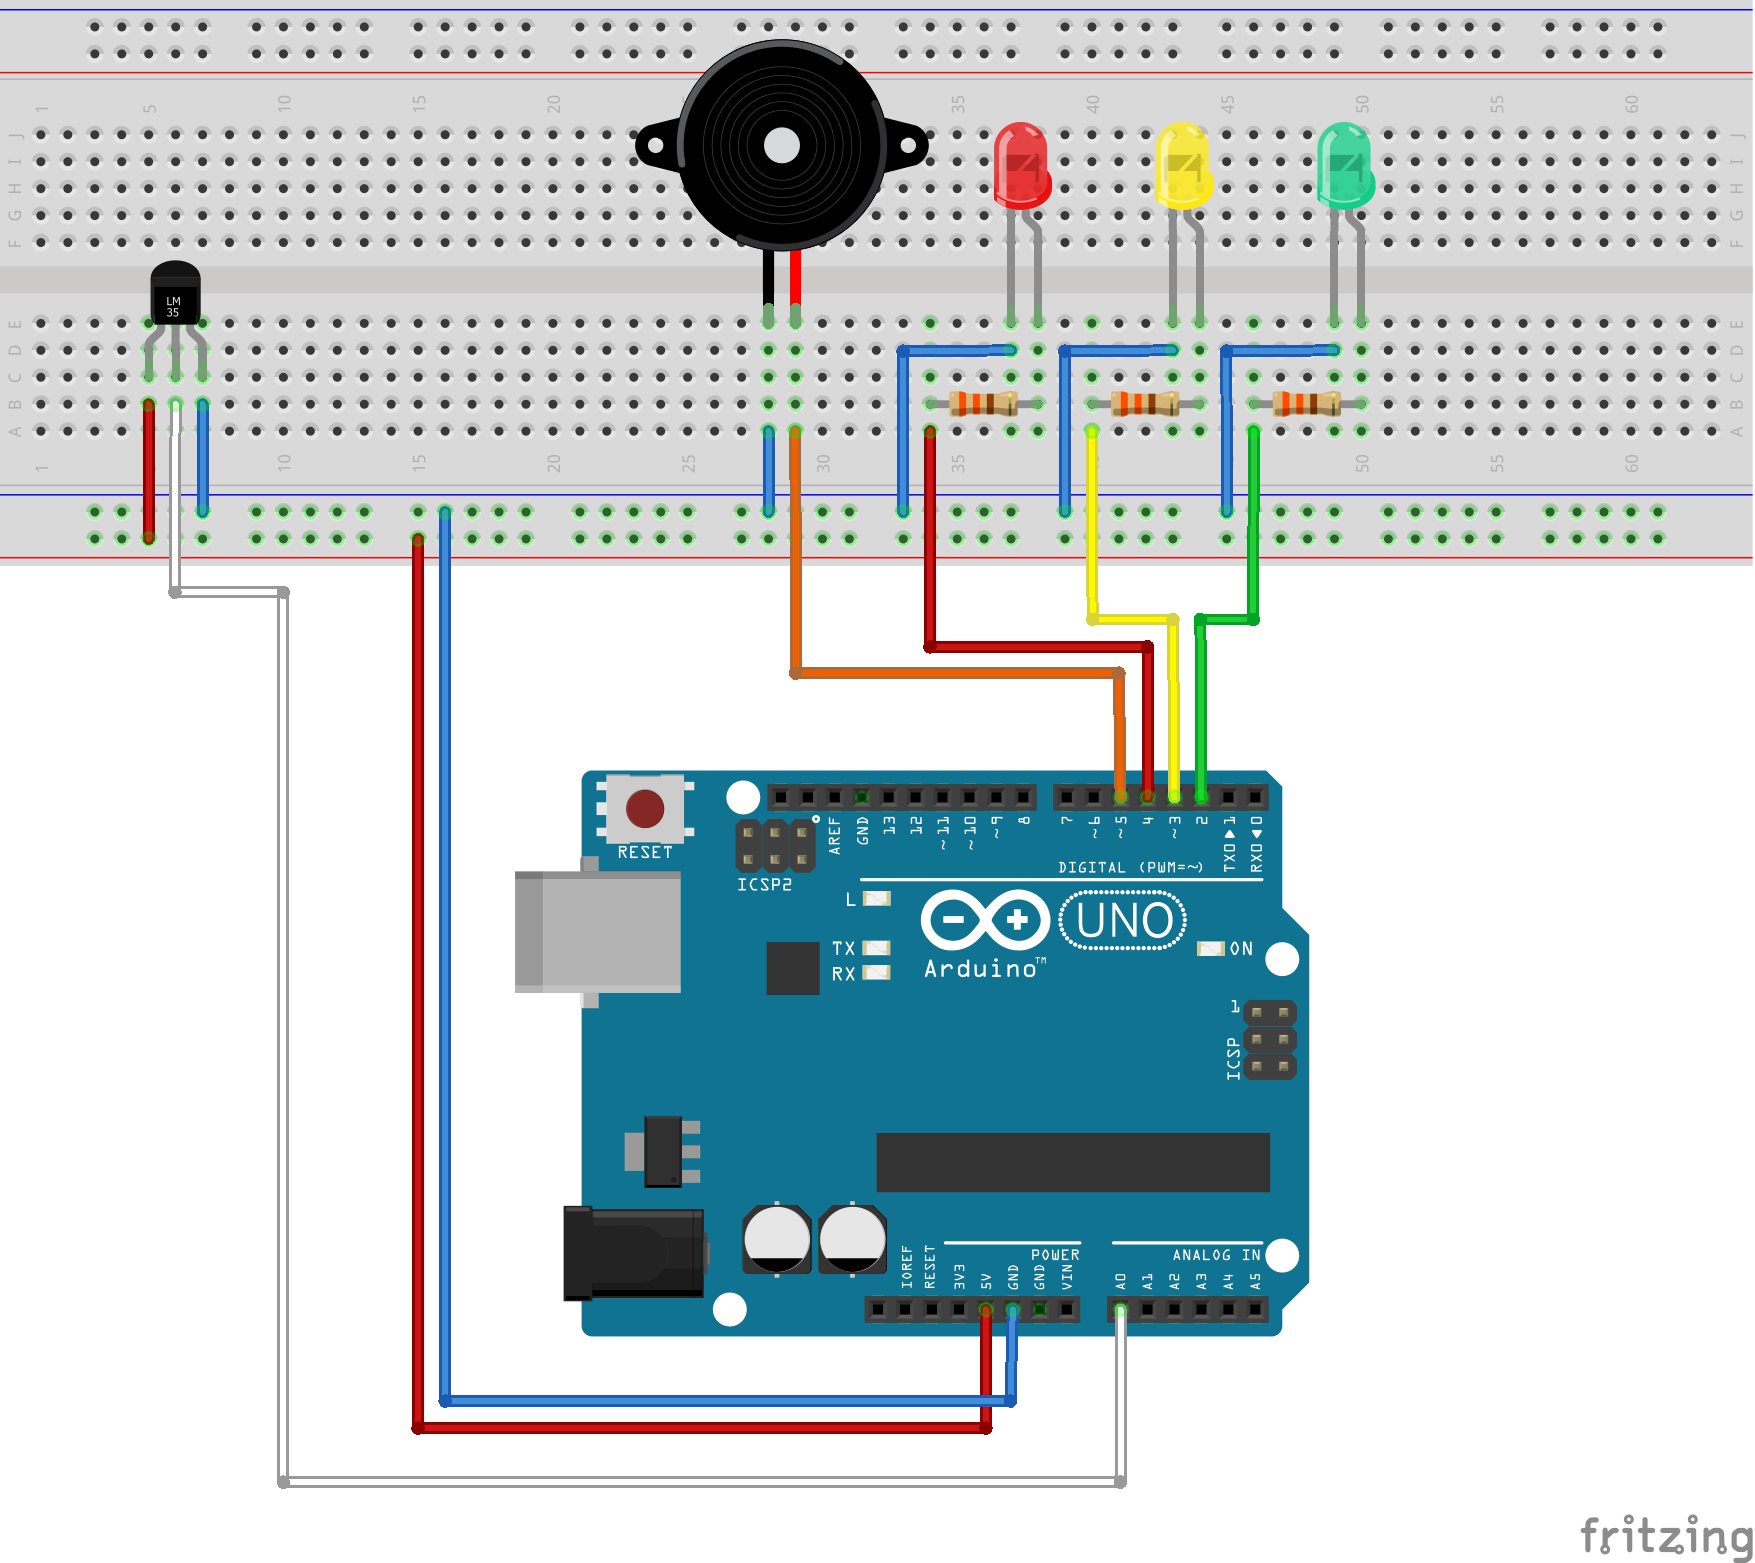 1 5 10 15 20 25 35 40 45 50 55 60
J J
I I
H H
G G
F F
LM
35
E E
D D
C C
B B
A A
1 10 15 20 25 30 35 50 55 60
RESET
ICSP2
AREF
GND
13
12
~11
~10
~9
8
7
~6
~5
4
~3
2
TX0▶1
RX0◀0
DIGITAL (PWM=~)
L
TX
RX
UNO
Arduino™
ON
1
ICSP
IOREF
RESET
3V3
5V
GND
GND
VIN
POWER
A0
A1
A2
A3
A4
A5
ANALOG IN
fritzing